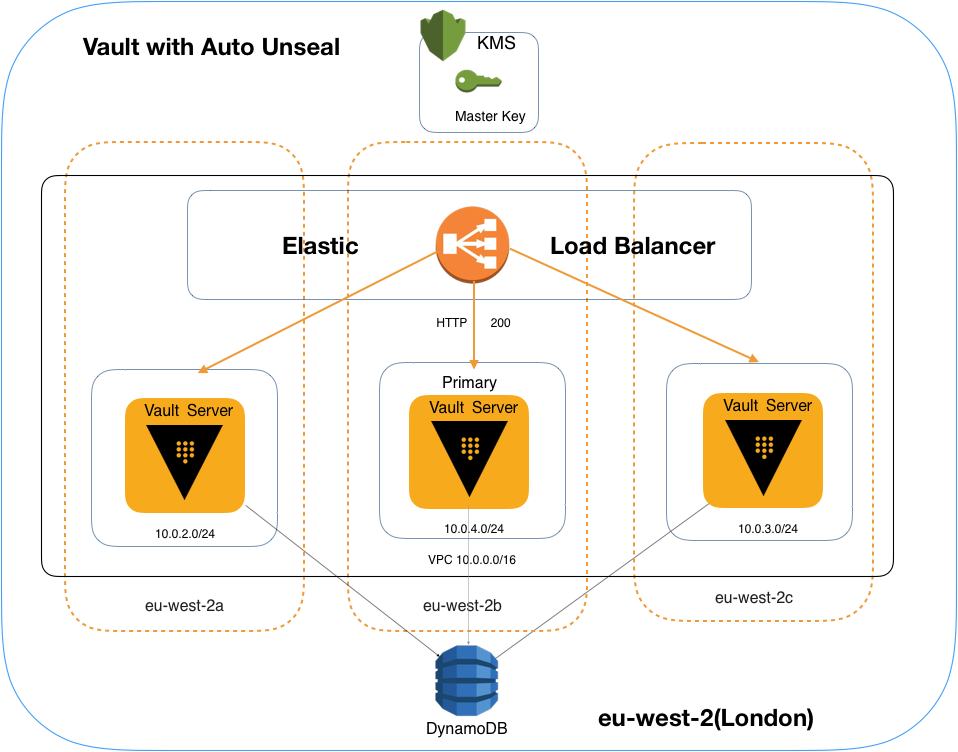 Vault with Auto Unseal
KMS
Master Key
Elastic Load Balancer
HTTP 200
Primary
Vault Server
Vault Server
Vault Server
10.0.2.0/24
10.0.4.0/24
10.0.3.0/24
VPC 10.0.0.0/16
eu-west-2a
eu-west-2b
eu-west-2c
DynamoDB
eu-west-2(London)